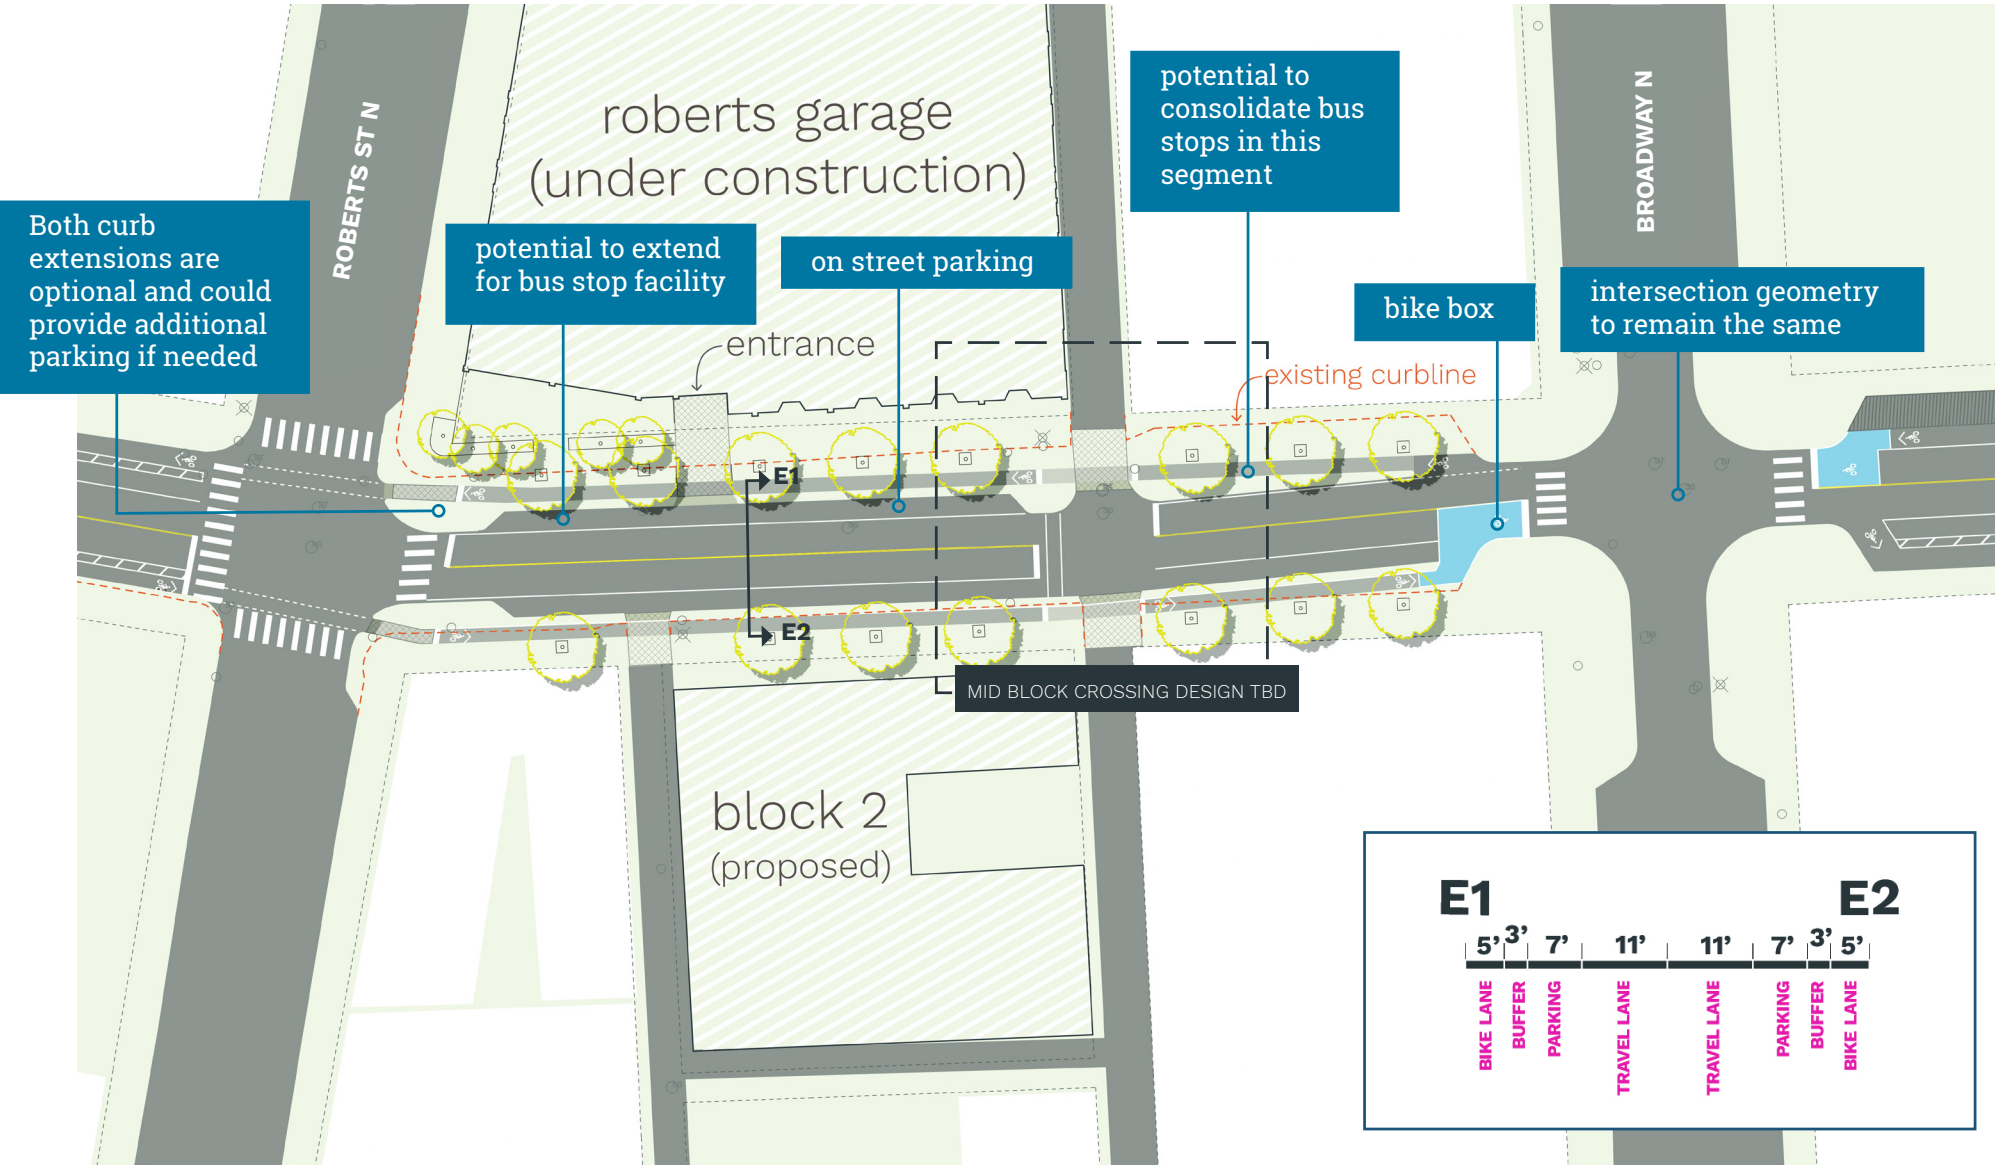 ROBERTS ST N
roberts garage
(under construction)
potential to
consolidate bus
stops in this
segment
BROADWAY N
Both curb
extensions are
optional and could
provide additional
parking if needed
potential to extend
for bus stop facility
on street parking
bike box
intersection geometry
to remain the same
entrance
existing curbline
E1
E2
MID BLOCK CROSSING DESIGN TBD
block 2
(proposed)
E1
E2
5’ 3’ 7’ 11’ 11’ 7’ 3’ 5’
BIKE LANE
BUFFER
PARKING
TRAVEL LANE
TRAVEL LANE
PARKING
BUFFER
BIKE LANE